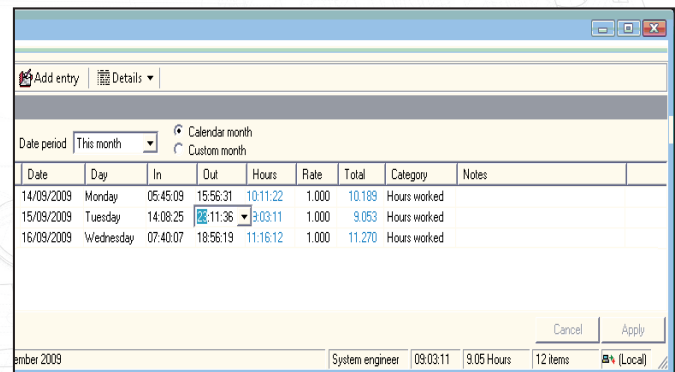 Add entry Details
Date period This month Calendar month
Custom month
Date Day In Out Hours Rate Total Category Notes
14/09/2009 Monday 05:45:09 15:56:31 10:11:22 1.000 10.189 Hours worked
15/09/2009 Tuesday 14:08:25 23:11:36 9:03:11 1.000 9.053 Hours worked
16/09/2009 Wednesday 07:40:07 18:56:19 11:16:12 1.000 11.270 Hours worked
Cancel Apply
ember 2009 System engineer 09:03:11 9.05 Hours 12 items (Local)